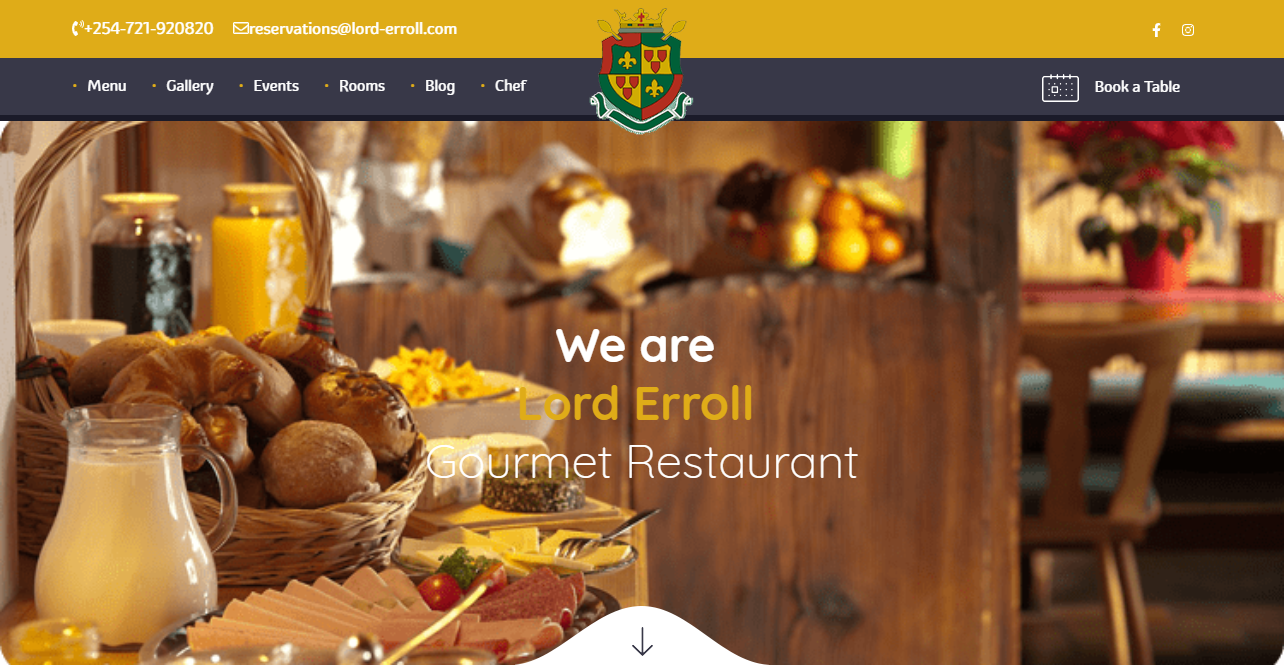 +254-721-920820 reservations@lord-erroll.com
Menu Gallery Events Rooms Blog Chef Book a Table
We are
Lord Erroll
Gourmet Restaurant